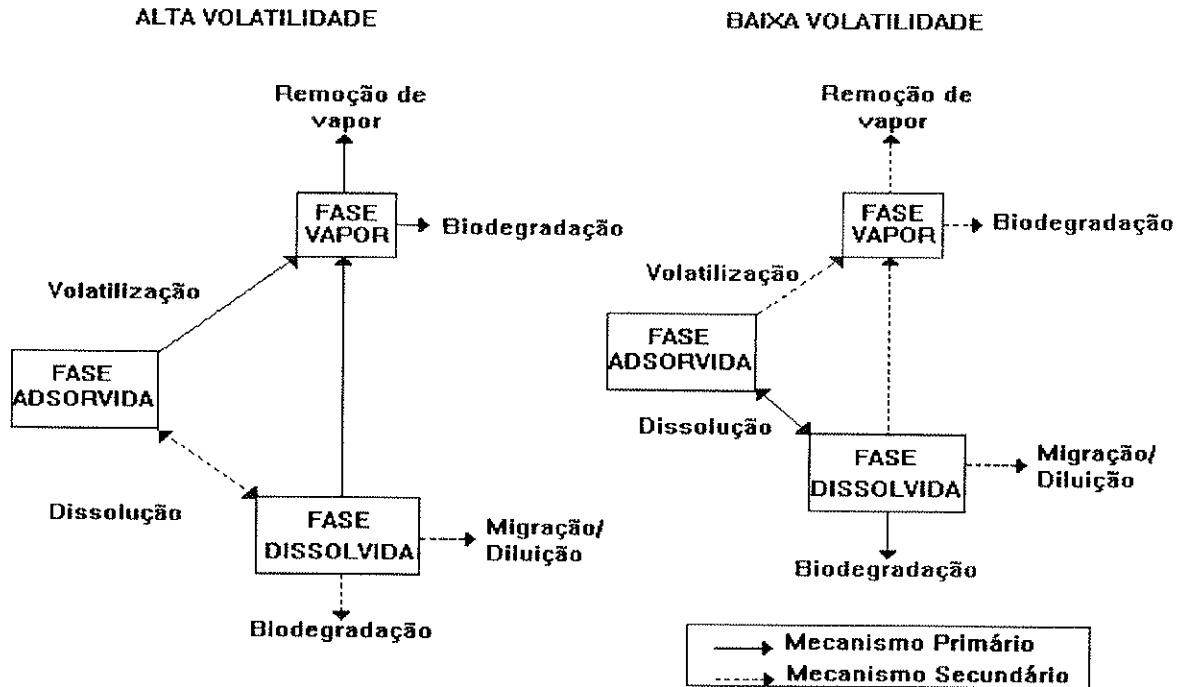 ALTA VOLATILIDADE
Remoção de
vapor
FASE
VAPOR
Biodegradação
Volatilização
FASE
ADSORVIDA
Dissolução
FASE
DISSOLVIDA
Migração/
Diluição
Biodegradação
BAIXA VOLATILIDADE
Remoção de
vapor
FASE
VAPOR
Biodegradação
Volatilização
FASE
ADSORVIDA
Dissolução
FASE
DISSOLVIDA
Migração/
Diluição
Biodegradação
Mecanismo Primário
Mecanismo Secundário